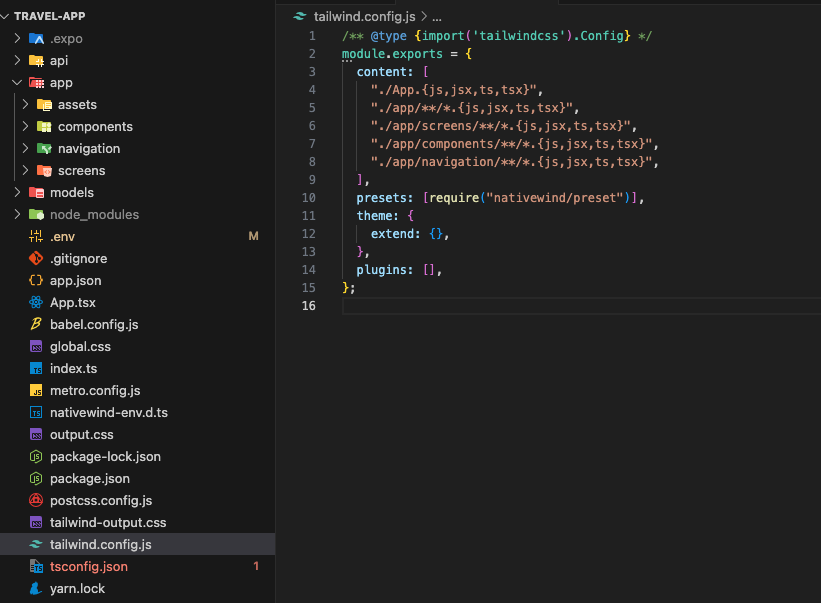 TRAVEL-APP
.expo
api
app
assets
components
navigation
screens
models
node_modules
.env M
.gitignore
app.json
App.tsx
babel.config.js
global.css
index.ts
metro.config.js
nativewind-env.d.ts
output.css
package-lock.json
package.json
postcss.config.js
tailwind-output.css
tailwind.config.js
tsconfig.json 1
yarn.lock
tailwind.config.js > ...
1 /** @type {import('tailwindcss').Config} */
2 module.exports = {
3 content: [
4 "./App.{js,jsx,ts,tsx}",
5 "./app/**/*.{js,jsx,ts,tsx}",
6 "./app/screens/**/*.{js,jsx,ts,tsx}",
7 "./app/components/**/*.{js,jsx,ts,tsx}",
8 "./app/navigation/**/*.{js,jsx,ts,tsx}",
9 ],
10 presets: [require("nativewind/preset")],
11 theme: {
12 extend: {},
13 },
14 plugins: [],
15 };
16